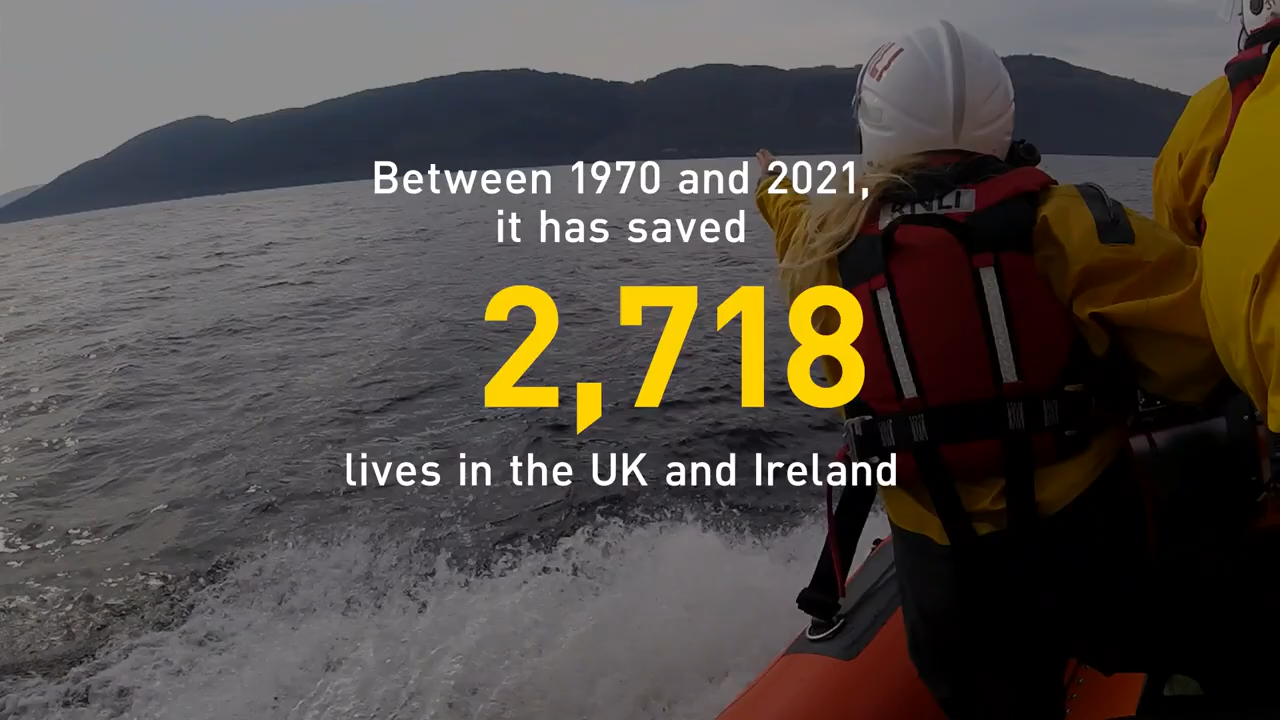 Between 1970 and 2021,
it has saved
2,718
lives in the UK and Ireland
RNLI